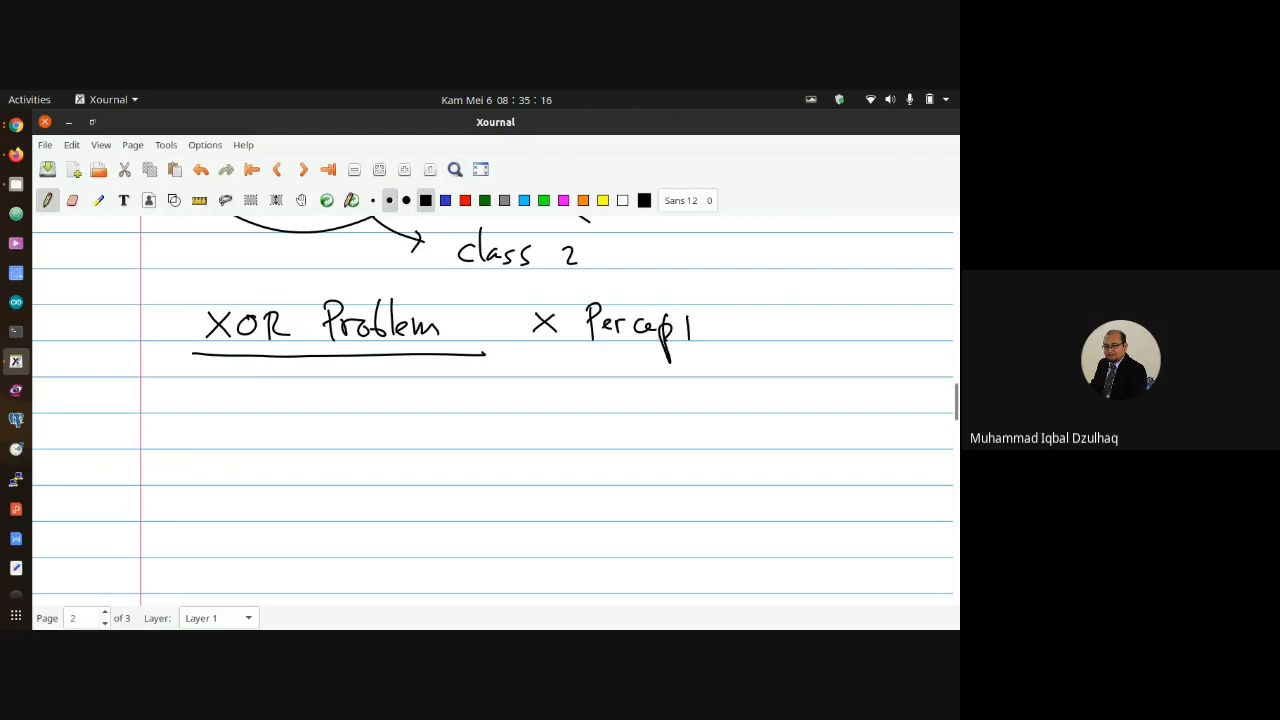 Activities Xournal Kam Mei 6 08:35:16
Xournal
File Edit View Page Tools Options Help
T Sans 12 0
class 2
XOR Problem X Percepl
Muhammad Iqbal Dzulhaq
Page 2 of 3 Layer: Layer 1